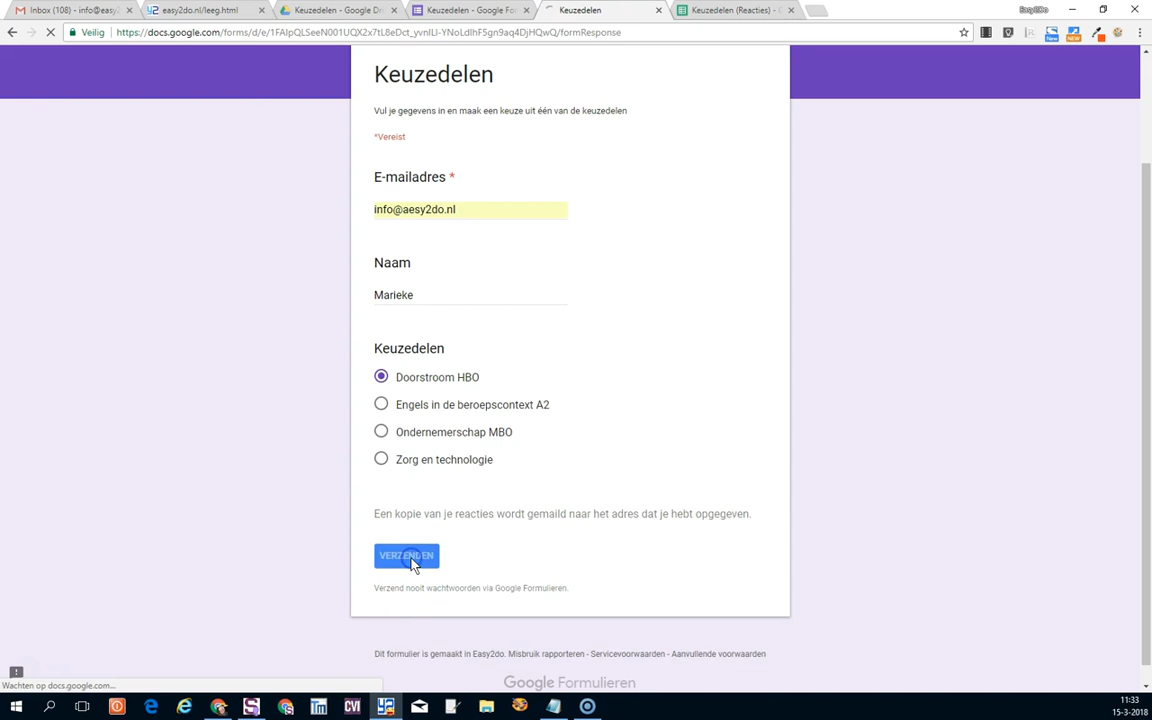 Inbox (108) - info@easy2
easy2do.nl/leeg.html
Keuzedelen - Google Dri
Keuzedelen - Google For
Keuzedelen
Keuzedelen (Reacties) - G
Easy2Do
Veilig
https://docs.google.com/forms/d/e/1FAIpQLSeeN001UQX2x7tL8eDct_yvnILI-YNoLdlhF5gn9aq4DjHQwQ/formResponse
Keuzedelen
Vul je gegevens in en maak een keuze uit één van de keuzedelen
*Vereist
E-mailadres *
info@aesy2do.nl
Naam
Marieke
Keuzedelen
Doorstroom HBO
Engels in de beroepscontext A2
Ondernemerschap MBO
Zorg en technologie
Een kopie van je reacties wordt gemaild naar het adres dat je hebt opgegeven.
VERZENDEN
Verzend nooit wachtwoorden via Google Formulieren.
Dit formulier is gemaakt in Easy2do. Misbruik rapporteren - Servicevoorwaarden - Aanvullende voorwaarden
Google Formulieren
Wachten op docs.google.com...
11:33
15-3-2018